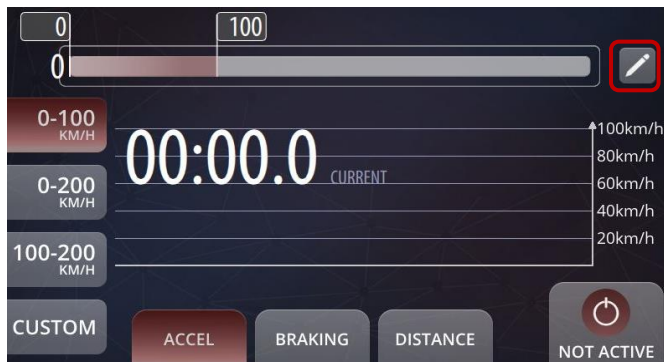 0 100
0
0-100
KM/H
00:00.0 CURRENT
100km/h
80km/h
60km/h
40km/h
20km/h
0-200
KM/H
100-200
KM/H
CUSTOM
ACCEL BRAKING DISTANCE
NOT ACTIVE